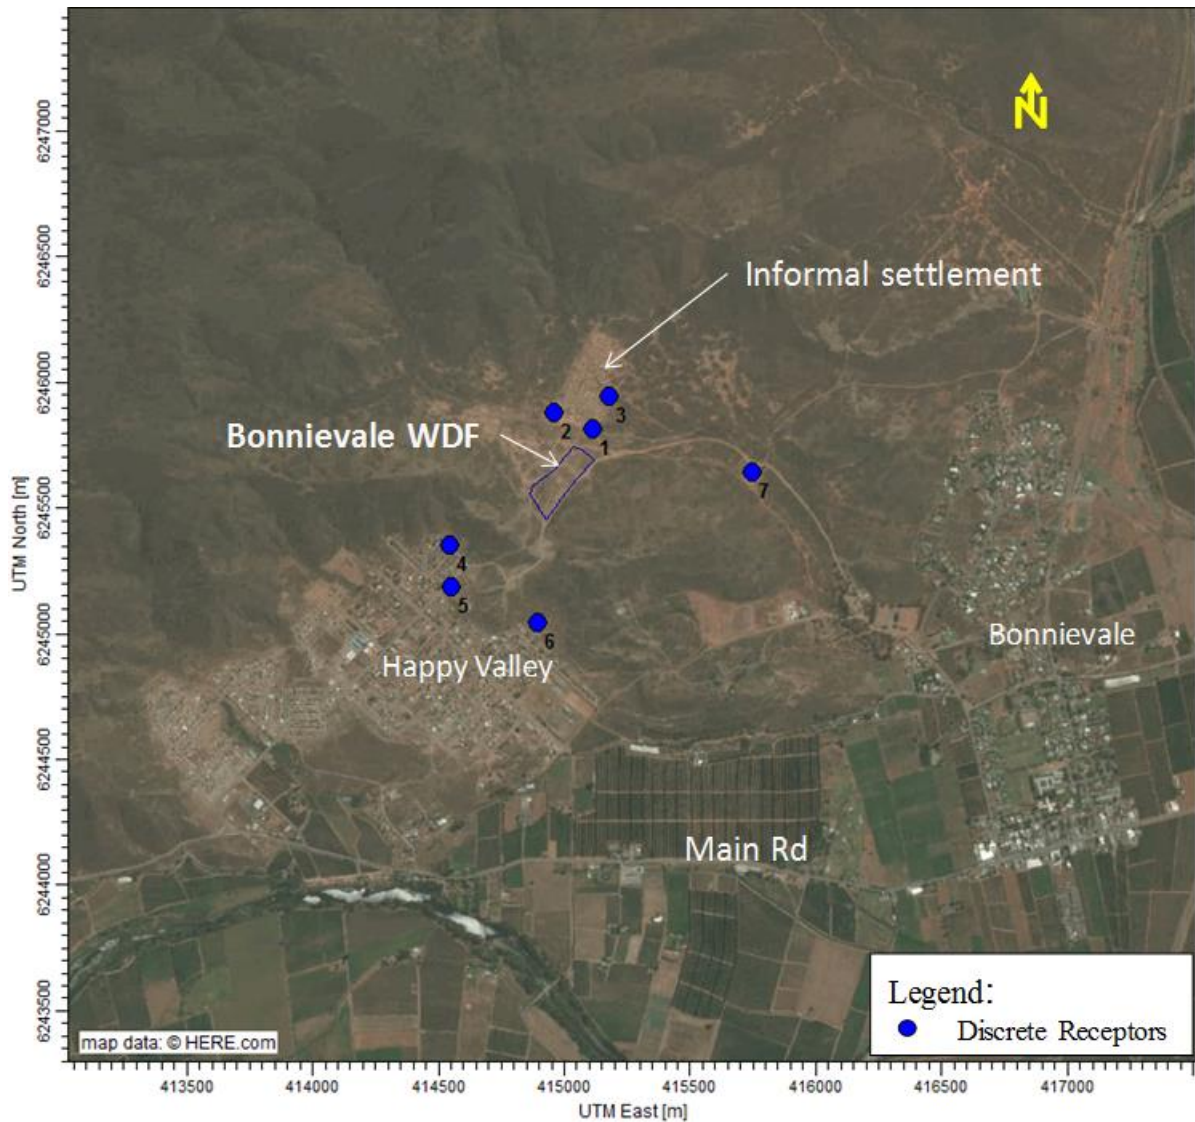 N
Informal settlement
Bonnievale WDF
3
2
1
7
4
5
6
Happy Valley
Bonnievale
Main Rd
Legend:
Discrete Receptors
map data: © HERE.com
UTM North [m]
6247000
6246500
6246000
6245500
6245000
6244500
6244000
6243500
413500 414000 414500 415000 415500 416000 416500 417000
UTM East [m]